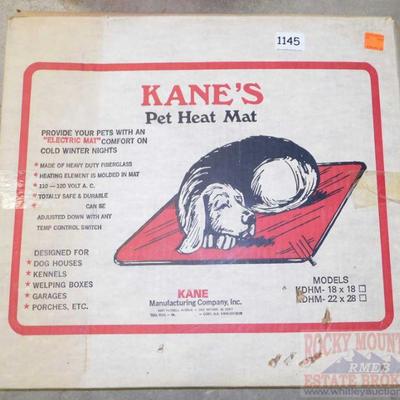 1145
KANE'S
Pet Heat Mat
PROVIDE YOUR PETS WITH AN
"ELECTRIC MAT" COMFORT ON
COLD WINTER NIGHTS
* MADE OF HEAVY DUTY FIBERGLASS
* HEATING ELEMENT IS MOLDED IN MAT
* 110 — 120 VOLT A. C.
* TOTALLY SAFE & DURABLE
* CAN BE
ADJUSTED DOWN WITH ANY
TEMP CONTROL SWITCH
DESIGNED FOR
* DOG HOUSES
* KENNELS
* WELPING BOXES
* GARAGES
* PORCHES, ETC.
KANE
Manufacturing Company, Inc.
MODELS
KDHM- 18 x 18 □
KDHM- 22 x 28 □
ROCKY MOUNT
RMEB
ESTATE BROK
www.whitleyauction